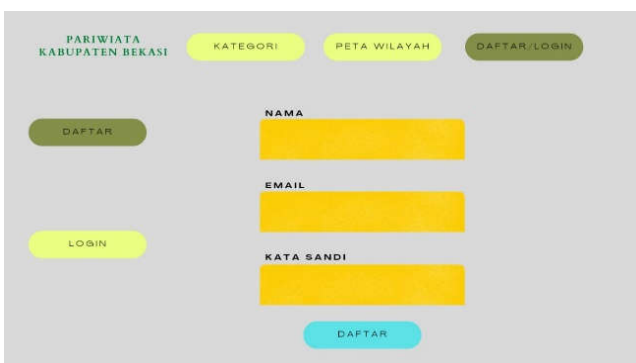 PARIWIATA
KABUPATEN BEKASI
KATEGORI
PETA WILAYAH
DAFTAR/LOGIN
DAFTAR
LOGIN
NAMA
EMAIL
KATA SANDI
DAFTAR